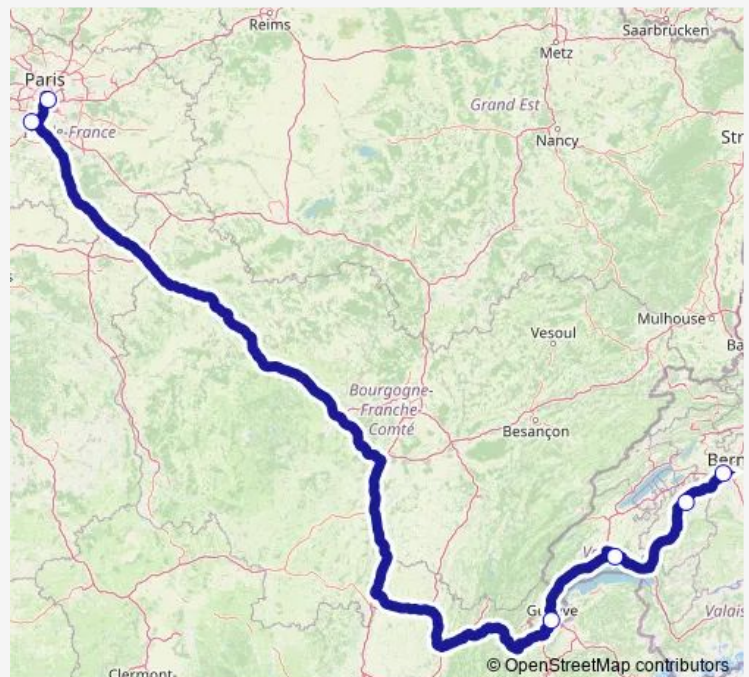 Reims
Saarbrücken
Metz
Paris
Grand Est
e-France
Nancy
Str
Mulhouse
Vesoul
Ba
Bourgogne-
Franche-
Comté
Besançon
Bern
V
Genève
Valais
Clermont-
© OpenStreetMap contributors